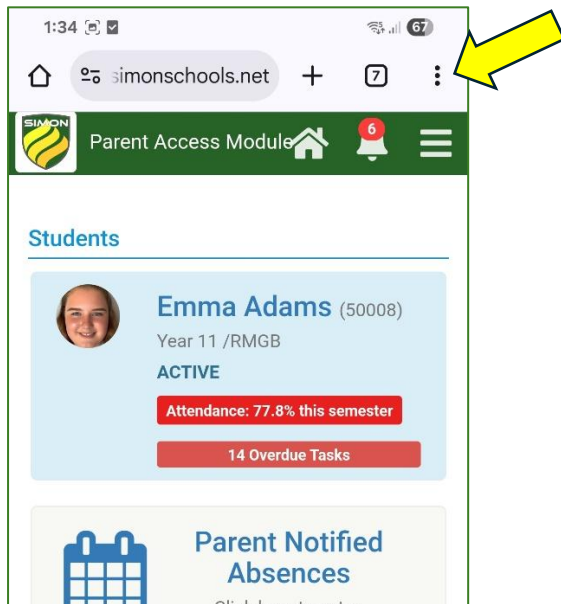 1:34
67
simonschools.net
7
SIMON
Parent Access Module
6
Students
Emma Adams (50008)
Year 11 /RMGB
ACTIVE
Attendance: 77.8% this semester
14 Overdue Tasks
Parent Notified
Absences